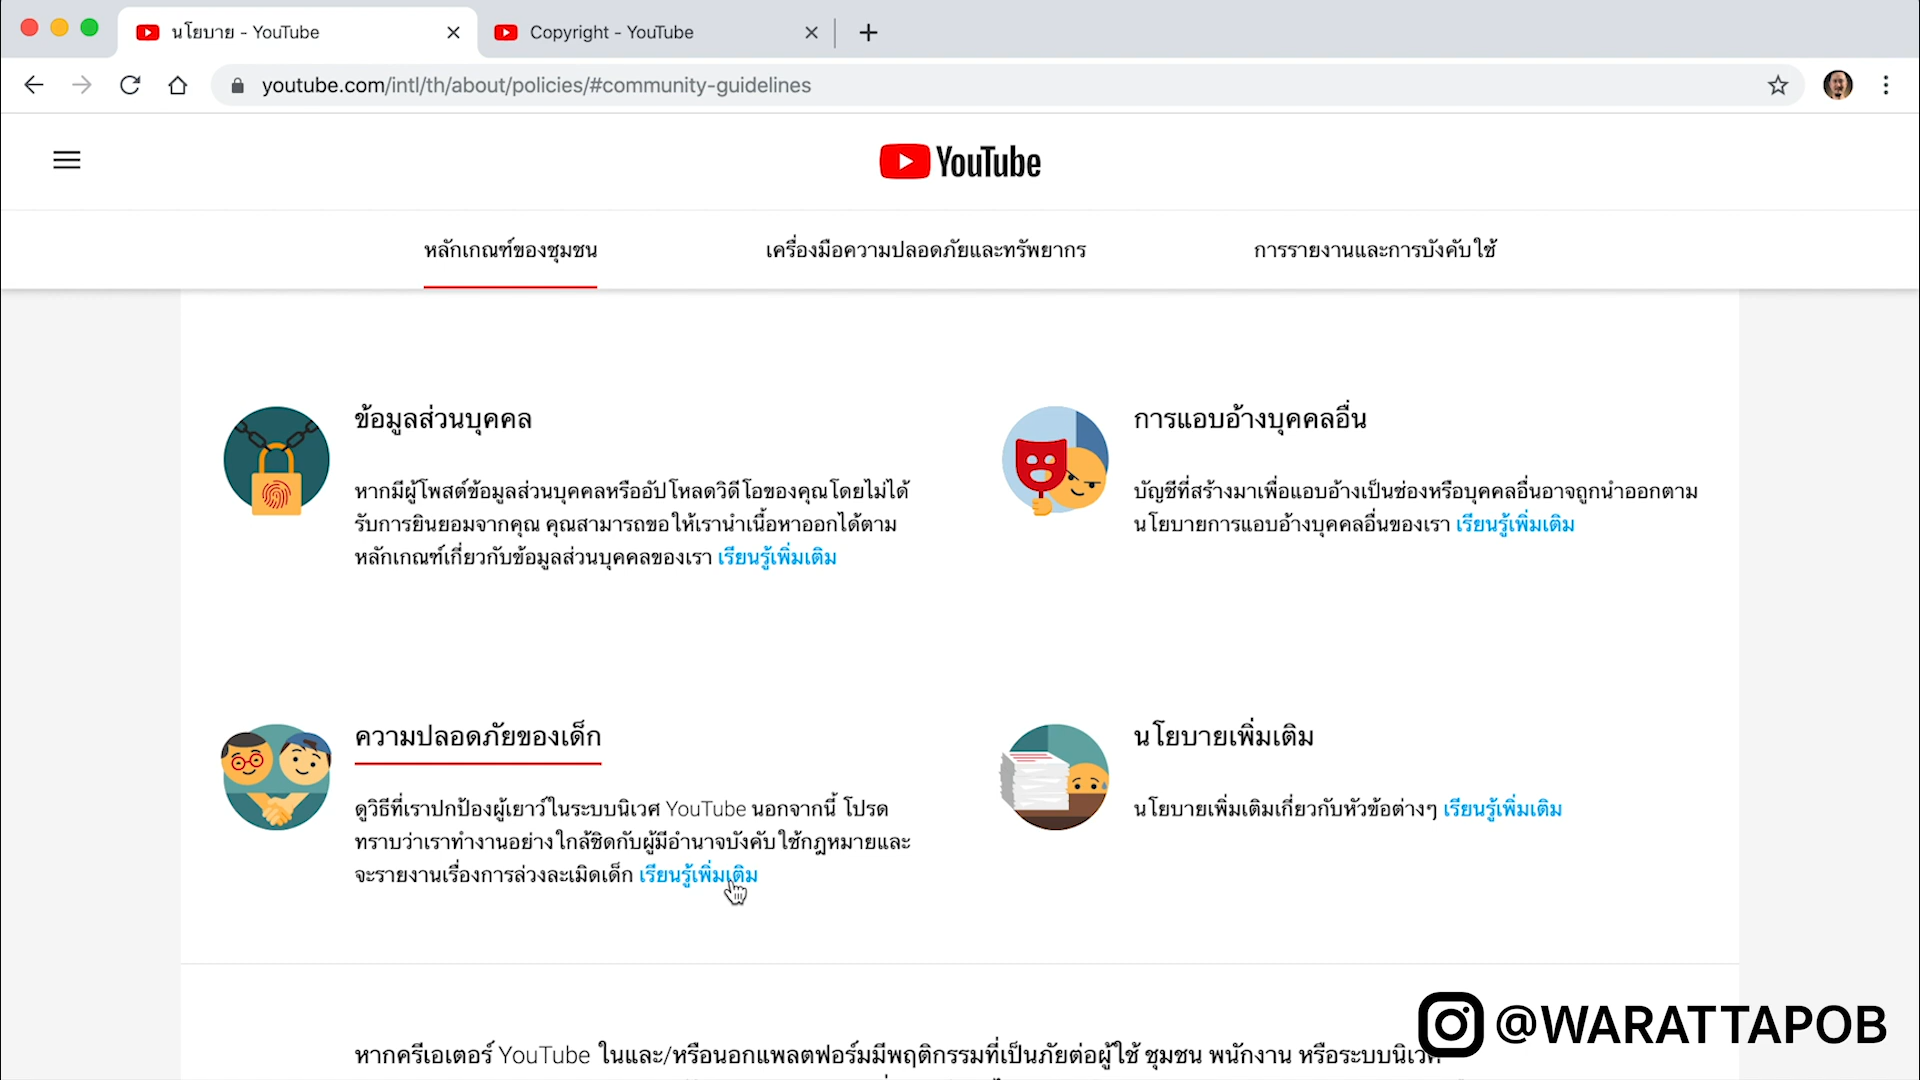 นโยบาย - YouTube
Copyright - YouTube
youtube.com/intl/th/about/policies/#community-guidelines
YouTube
หลักเกณฑ์ของชุมชน
เครื่องมือความปลอดภัยและทรัพยากร
การรายงานและการบังคับใช้
ข้อมูลส่วนบุคคล
หากมีผู้โพสต์ข้อมูลส่วนบุคคลหรืออัปโหลดวิดีโอของคุณโดยไม่ได้
รับการยินยอมจากคุณ คุณสามารถขอให้เรานำเนื้อหาออกได้ตาม
หลักเกณฑ์เกี่ยวกับข้อมูลส่วนบุคคลของเรา เรียนรู้เพิ่มเติม
การแอบอ้างบุคคลอื่น
บัญชีที่สร้างมาเพื่อแอบอ้างเป็นช่องหรือบุคคลอื่นอาจถูกนำออกตาม
นโยบายการแอบอ้างบุคคลอื่นของเรา เรียนรู้เพิ่มเติม
ความปลอดภัยของเด็ก
ดูวิธีที่เราปกป้องผู้เยาว์ในระบบนิเวศ YouTube นอกจากนี้ โปรด
ทราบว่าเราทำงานอย่างใกล้ชิดกับผู้มีอำนาจบังคับใช้กฎหมายและ
จะรายงานเรื่องการล่วงละเมิดเด็ก เรียนรู้เพิ่มเติม
นโยบายเพิ่มเติม
นโยบายเพิ่มเติมเกี่ยวกับหัวข้อต่างๆ เรียนรู้เพิ่มเติม
หากครีเอเตอร์ YouTube ในและ/หรือนอกแพลตฟอร์มมีพฤติกรรมที่เป็นภัยต่อผู้ใช้ ชุมชน พนักงาน หรือระบบนิเวศ
@WARATTAPOB